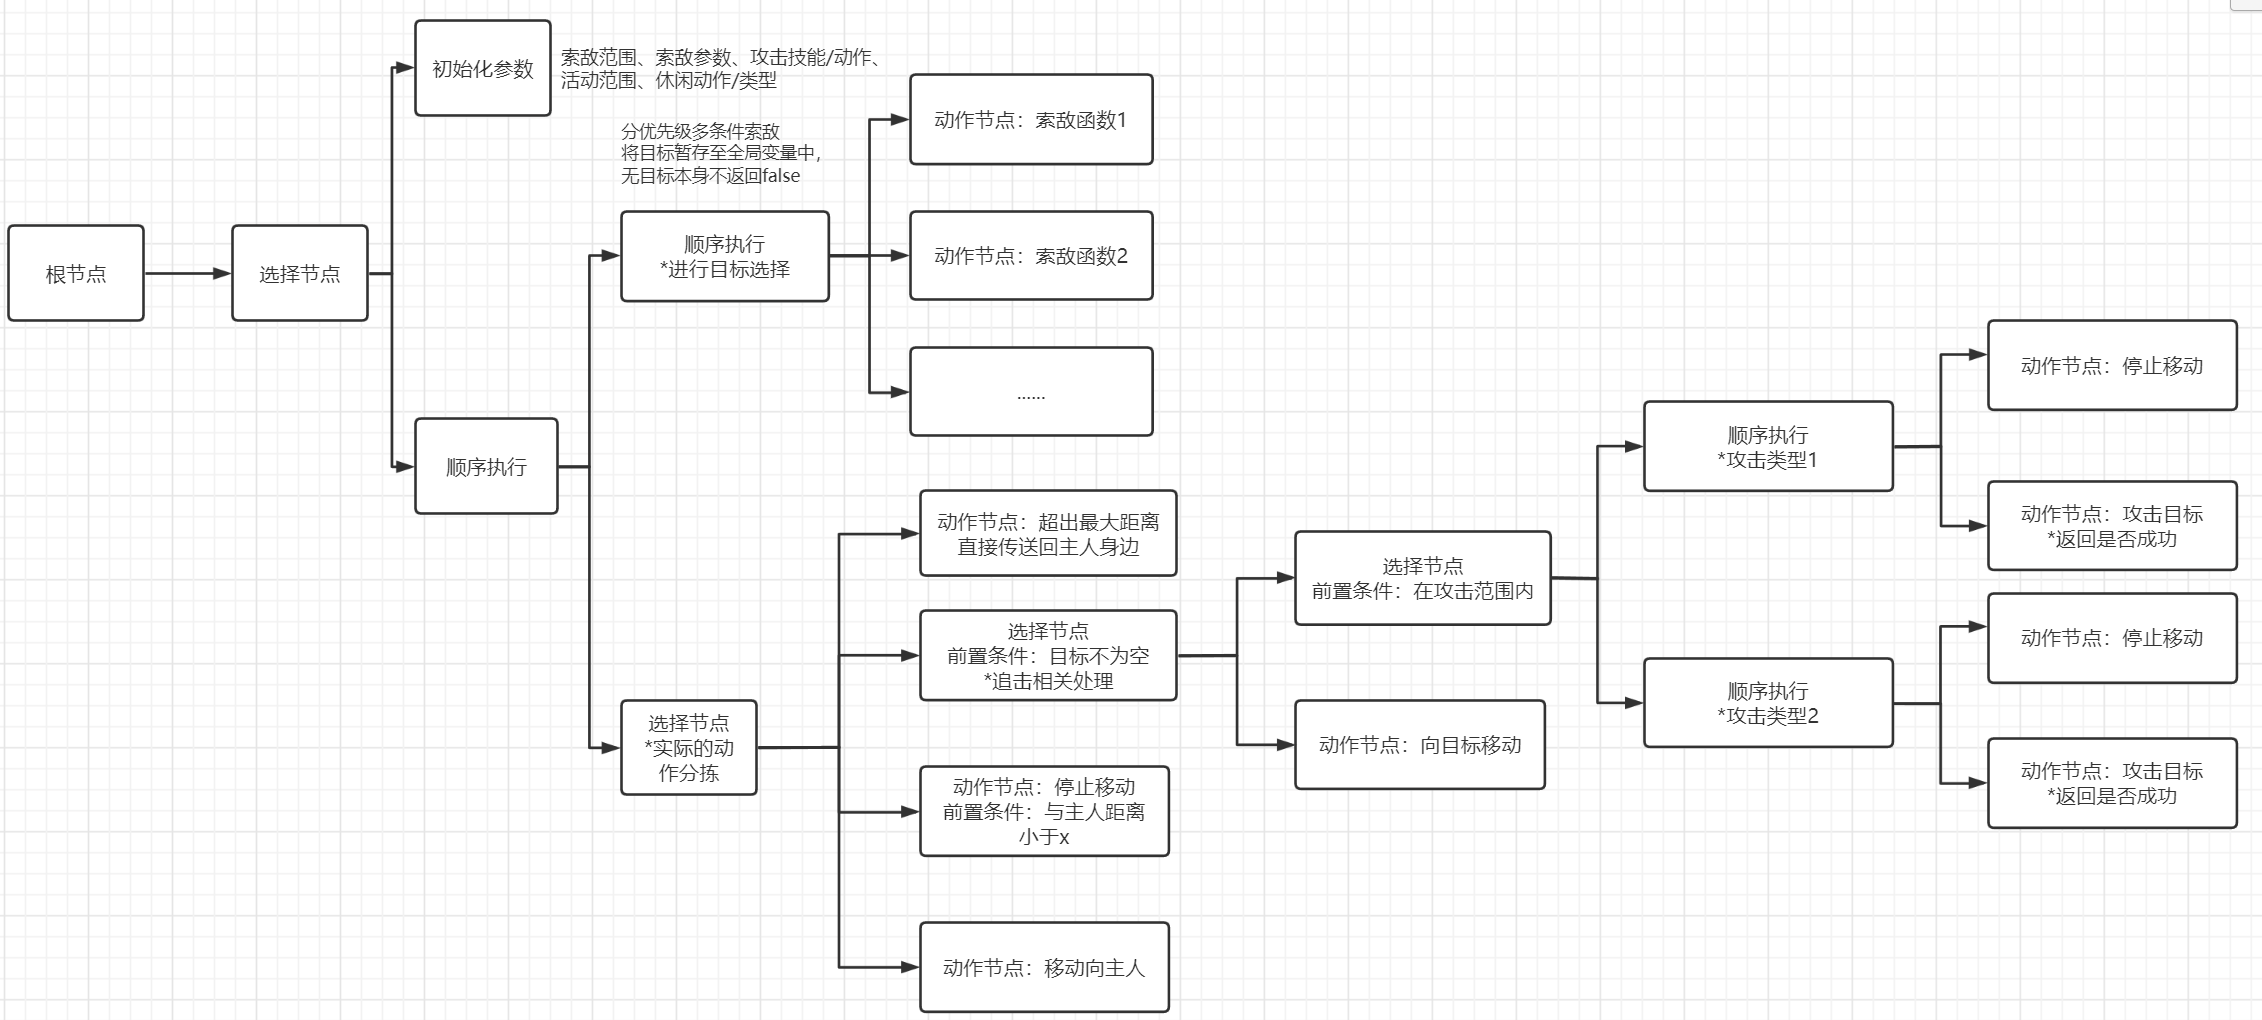 初始化参数
索敌范围、索敌参数、攻击技能/动作、
活动范围、休闲动作/类型
分优先级多条件索敌
将目标暂存至全局变量中，
无目标本身不返回false
动作节点：索敌函数1
根节点
选择节点
顺序执行
*进行目标选择
动作节点：索敌函数2
......
顺序执行
动作节点：超出最大距离
直接传送回主人身边
选择节点
前置条件：目标不为空
*追击相关处理
选择节点
*实际的动
作分拣
动作节点：停止移动
前置条件：与主人距离
小于x
动作节点：移动向主人
选择节点
前置条件：在攻击范围内
动作节点：向目标移动
顺序执行
*攻击类型1
动作节点：停止移动
动作节点：攻击目标
*返回是否成功
顺序执行
*攻击类型2
动作节点：停止移动
动作节点：攻击目标
*返回是否成功